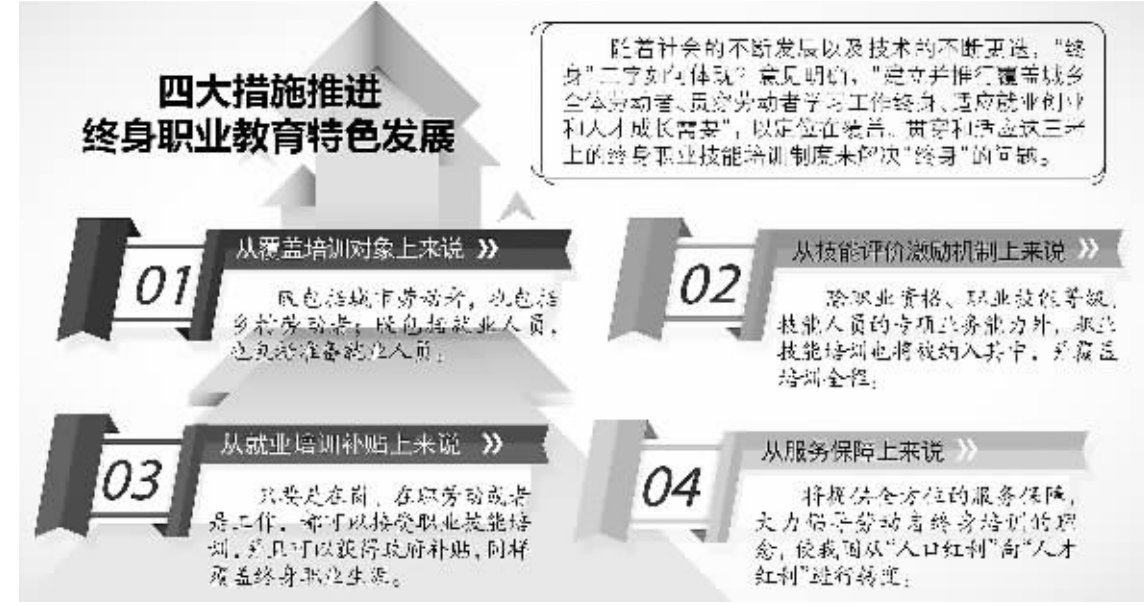 四大措施推进
终身职业教育特色发展
随着社会的不断发展以及技术的不断更迭，“终
身”二字如何体现？意见明确，“建立并推行覆盖城乡
全体劳动者、贯穿劳动者学习工作终身、适应就业创业
和人才成长需要”，以定位在覆盖、贯穿和适应这三者
上的终身职业技能培训制度来解决“终身”的问题。
01
从覆盖培训对象上来说 »
既包括城市劳动者，也包括
乡村劳动者；既包括就业人员，
也包括准备就业人员；
02
从技能评价激励机制上来说 »
除职业资格、职业技能等级、
技能人员的专项业务能力外，职业
技能培训也将被纳入其中，并覆盖
培训全程；
03
从就业培训补贴上来说 »
只要是在岗、在职劳动或者
是工作，都可以接受职业技能培
训，并且可以获得政府补贴，同样
覆盖终身职业生涯。
04
从服务保障上来说 »
将提供全方位的服务保障，
大力倡导劳动者终身培训的理
念，使我国从“人口红利”向“人才
红利”进行转变；